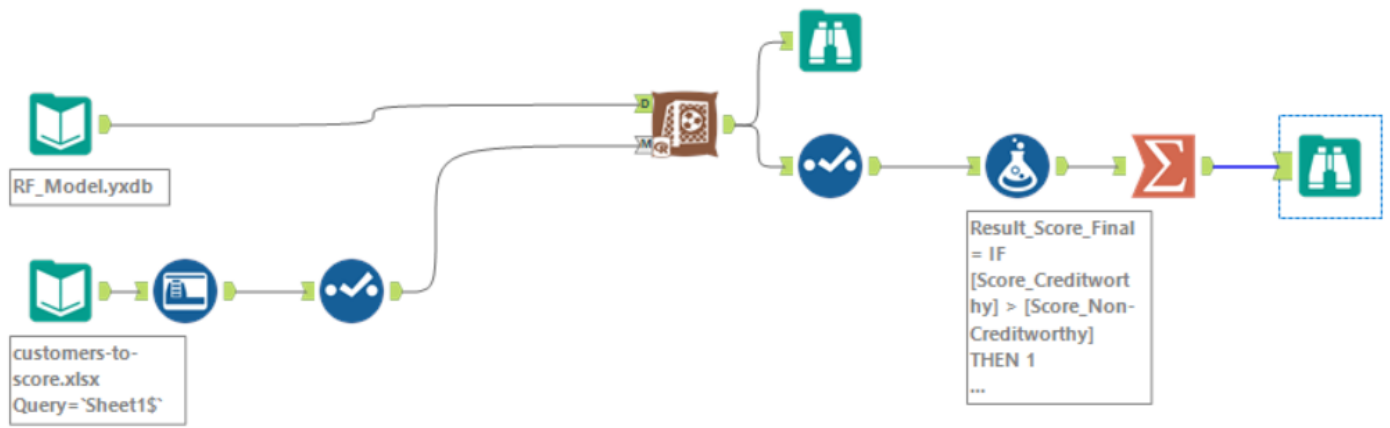 D
M
R
RF_Model.yxdb
customers-to-
score.xlsx
Query=`Sheet1$`
Result_Score_Final
= IF
[Score_Creditwort
hy] > [Score_Non-
Creditworthy]
THEN 1
...
Σ